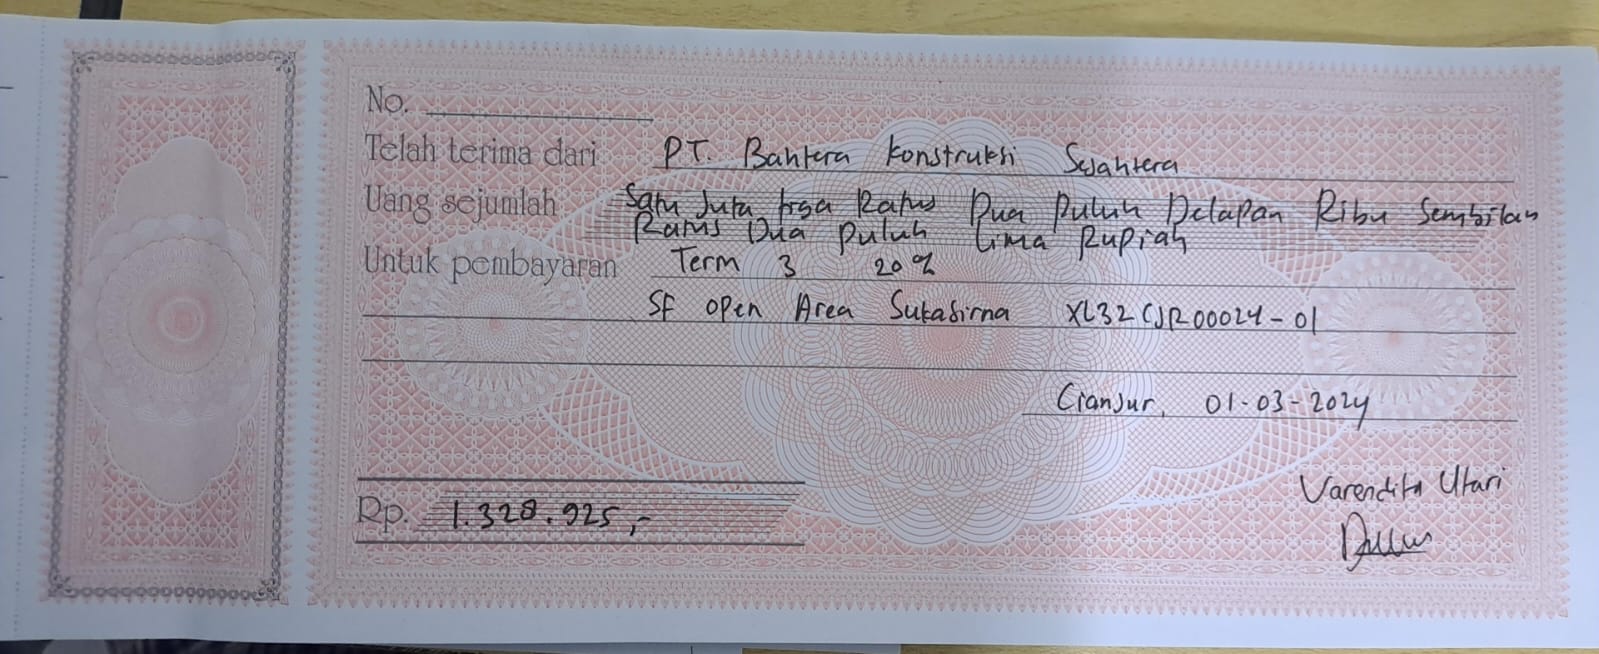 No.
Telah terima dari PT. Bahtera Konstruksi Sejahtera
Uang sejumlah Satu Juta tiga Ratus Dua Puluh Delapan Ribu Sembilan
Ratus Dua Puluh Lima Rupiah
Untuk pembayaran Term 3 20%
SF open Area Sukasirna XL32CJR00024-01
Cianjur, 01-03-2024
Varendita Utari
Rp. 1.328.925,-